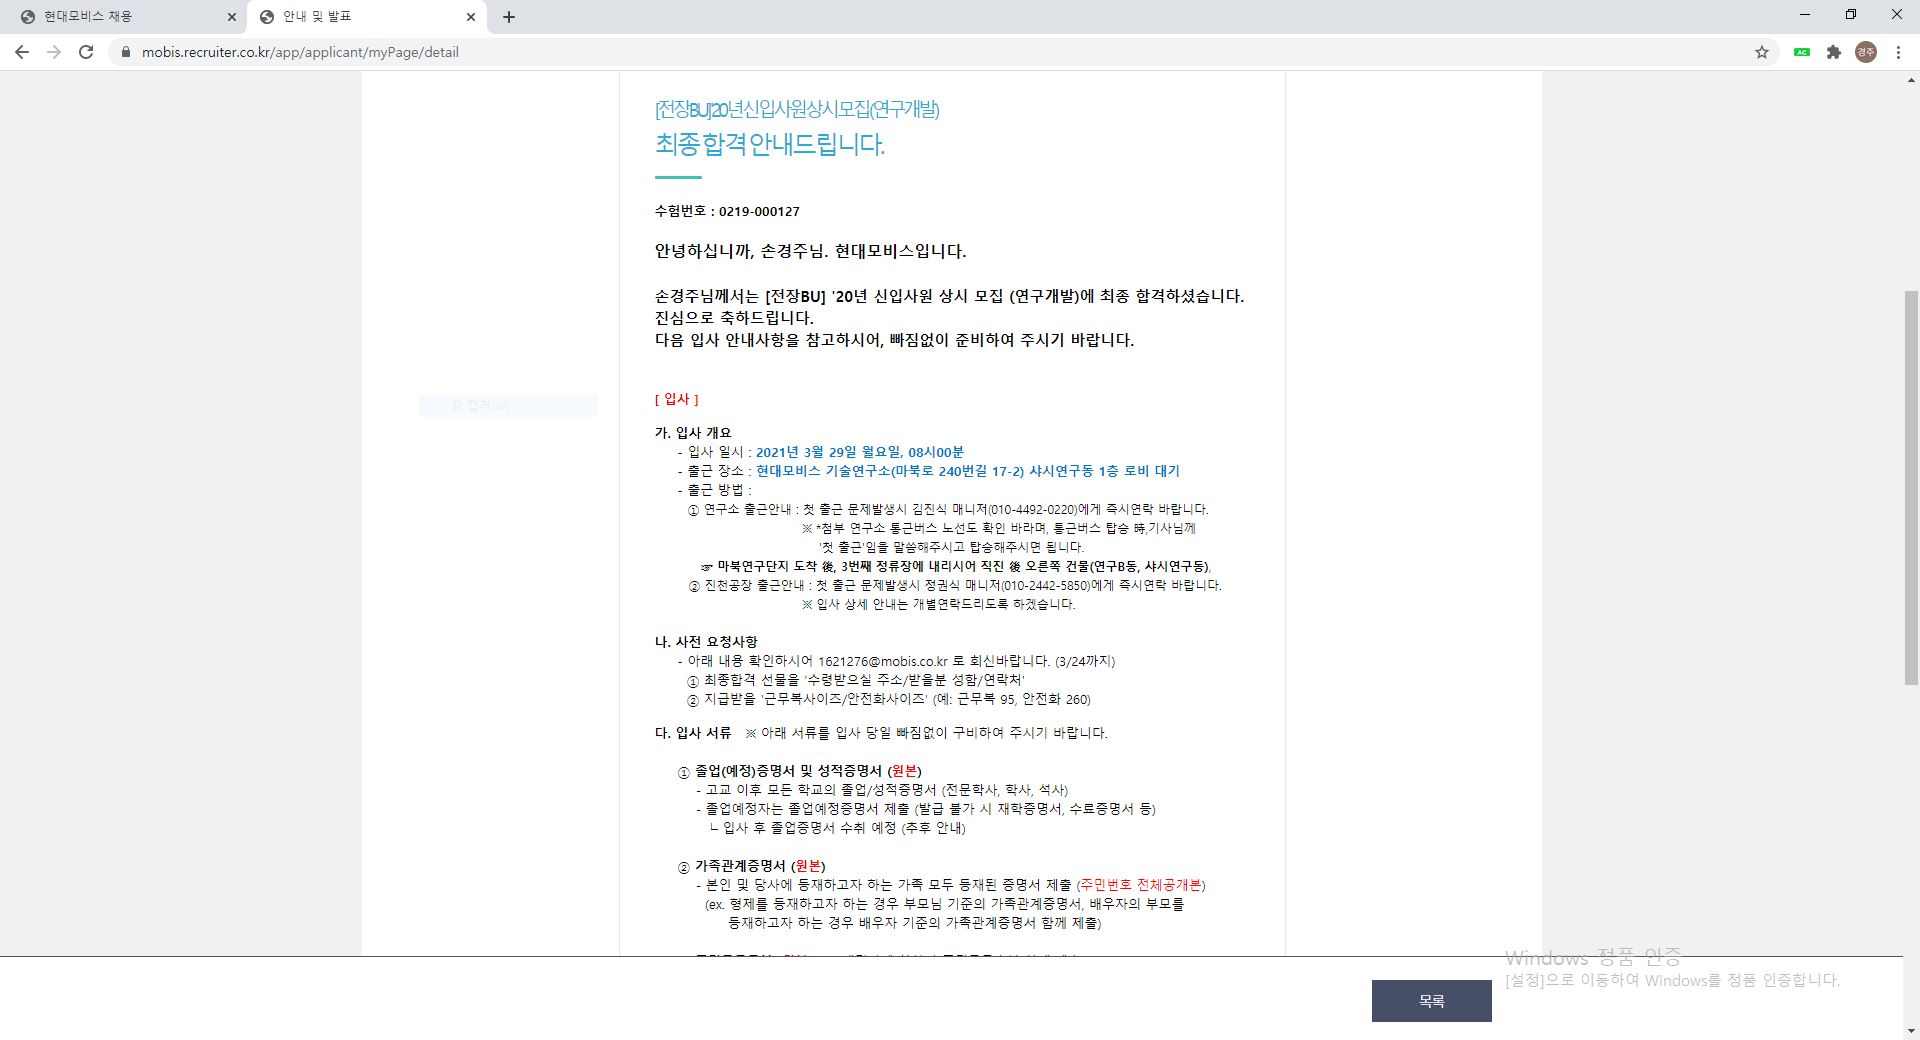 현대모비스 채용
안내 및 발표
mobis.recruiter.co.kr/app/applicant/myPage/detail
AC
경주
[전장BU]'20년 신입사원 상시 모집 (연구개발)
최종 합격 안내드립니다.
수험번호 : 0219-000127
안녕하십니까, 손경주님. 현대모비스입니다.
손경주님께서는 [전장BU] '20년 신입사원 상시 모집 (연구개발)에 최종 합격하셨습니다.
진심으로 축하드립니다.
다음 입사 안내사항을 참고하시어, 빠짐없이 준비하여 주시기 바랍니다.
창 캡처(W)
[ 입사 ]
가. 입사 개요
- 입사 일시 : 2021년 3월 29일 월요일, 08시00분
- 출근 장소 : 현대모비스 기술연구소(마북로 240번길 17-2) 샤시연구동 1층 로비 대기
- 출근 방법 :
① 연구소 출근안내 : 첫 출근 문제발생시 김진식 매니저(010-4492-0220)에게 즉시연락 바랍니다.
※ *첨부 연구소 통근버스 노선도 확인 바라며, 통근버스 탑승 時,기사님께
'첫 출근'임을 말씀해주시고 탑승해주시면 됩니다.
☞ 마북연구단지 도착 後, 3번째 정류장에 내리시어 직진 後 오른쪽 건물(연구B동, 샤시연구동),
② 진천공장 출근안내 : 첫 출근 문제발생시 정권식 매니저(010-2442-5850)에게 즉시연락 바랍니다.
※ 입사 상세 안내는 개별연락드리도록 하겠습니다.
나. 사전 요청사항
- 아래 내용 확인하시어 1621276@mobis.co.kr 로 회신바랍니다. (3/24까지)
① 최종합격 선물을 '수령받으실 주소/받을분 성함/연락처'
② 지급받을 '근무복사이즈/안전화사이즈' (예: 근무복 95, 안전화 260)
다. 입사 서류 ※ 아래 서류를 입사 당일 빠짐없이 구비하여 주시기 바랍니다.
① 졸업(예정)증명서 및 성적증명서 (원본)
- 고교 이후 모든 학교의 졸업/성적증명서 (전문학사, 학사, 석사)
- 졸업예정자는 졸업예정증명서 제출 (발급 불가 시 재학증명서, 수료증명서 등)
ㄴ 입사 후 졸업증명서 수취 예정 (추후 안내)
② 가족관계증명서 (원본)
- 본인 및 당사에 등재하고자 하는 가족 모두 등재된 증명서 제출 (주민번호 전체공개본)
(ex. 형제를 등재하고자 하는 경우 부모님 기준의 가족관계증명서, 배우자의 부모를
등재하고자 하는 경우 배우자 기준의 가족관계증명서 함께 제출)
Windows 정품 인증
[설정]으로 이동하여 Windows를 정품 인증합니다.
목록